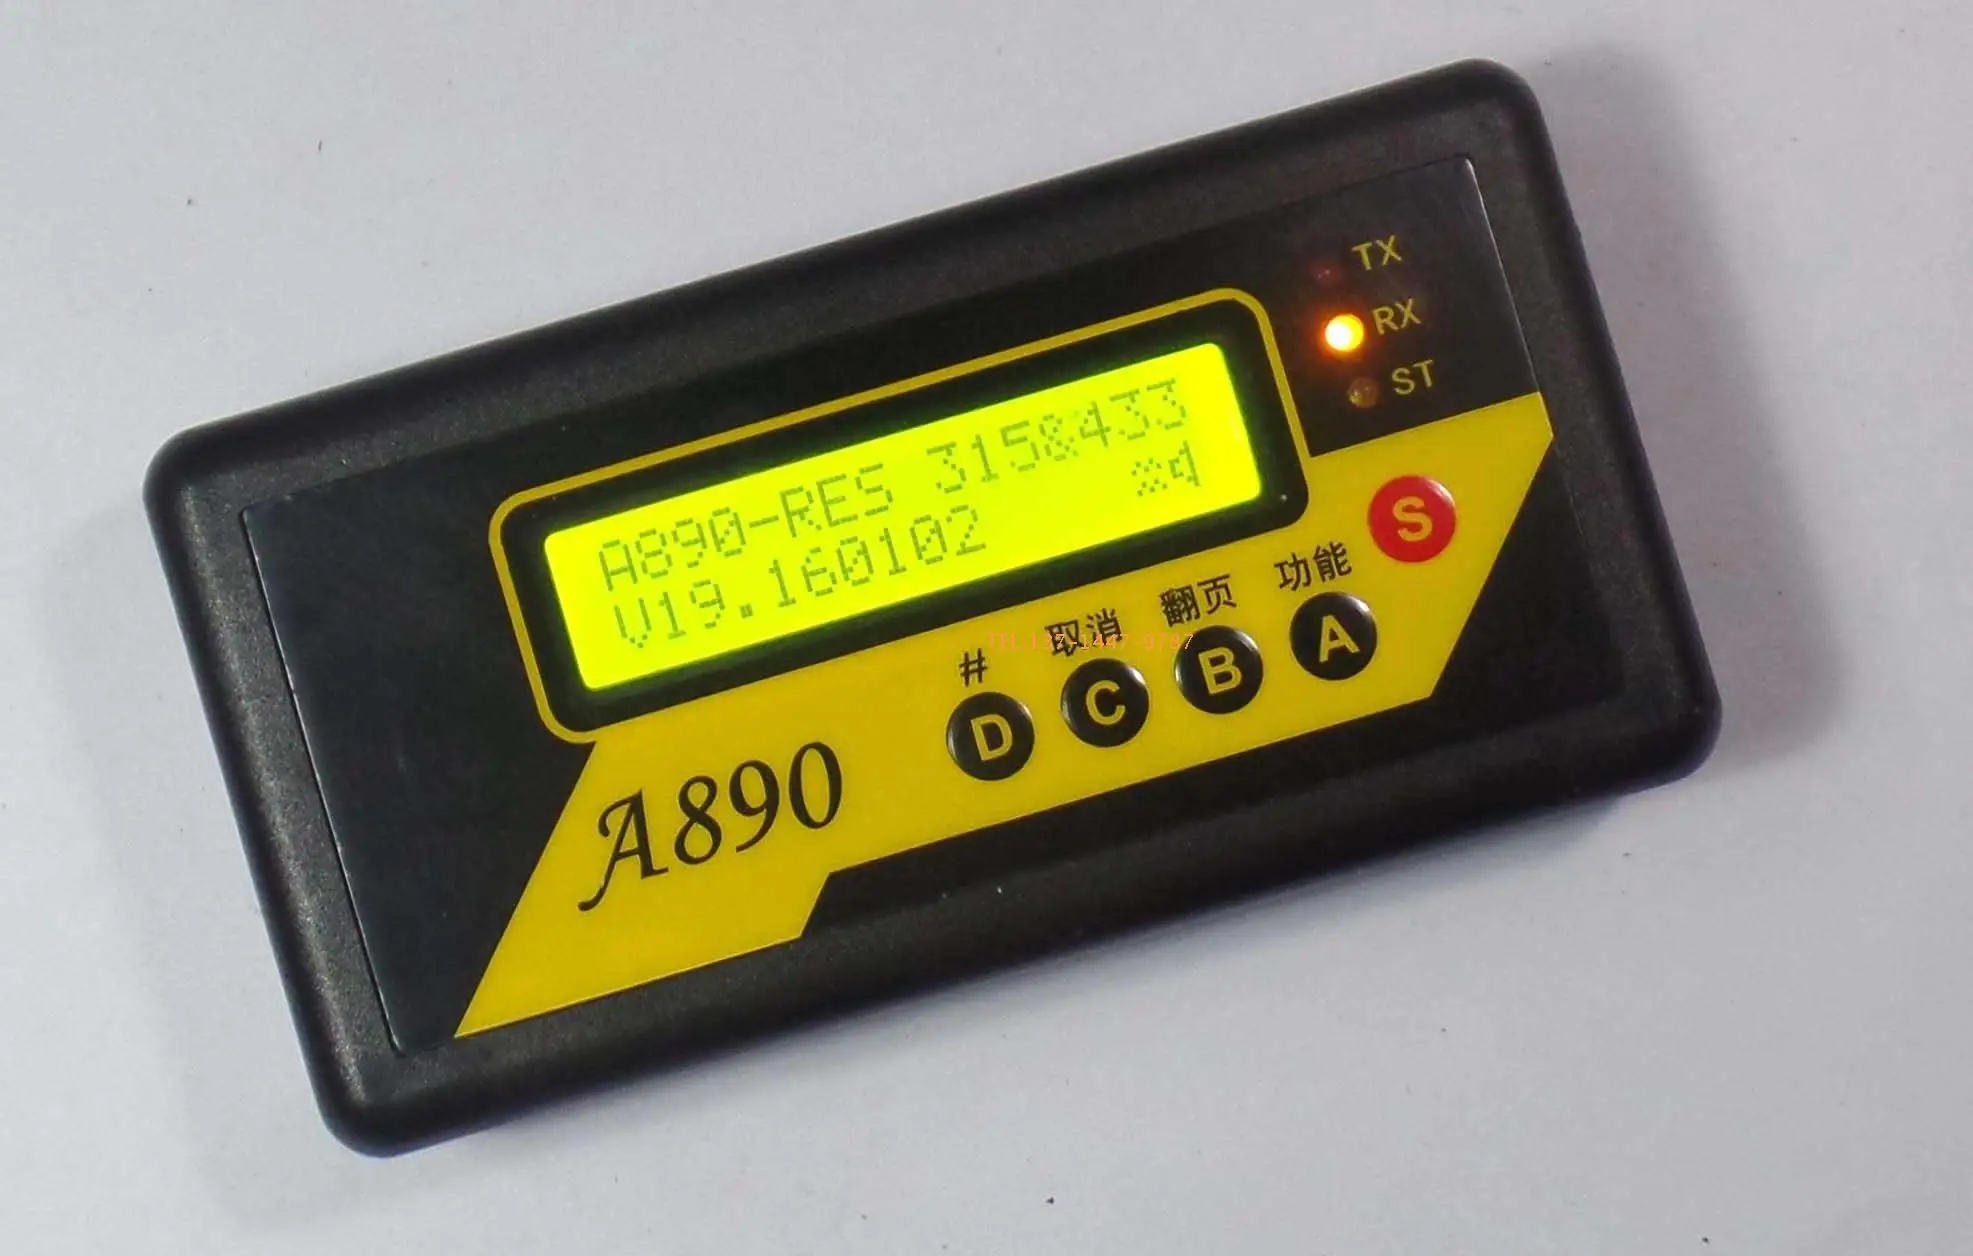 TX
RX
ST
A890-RES 315&433
V19.160102
S
# 取消 翻页 功能
D C B A
A890